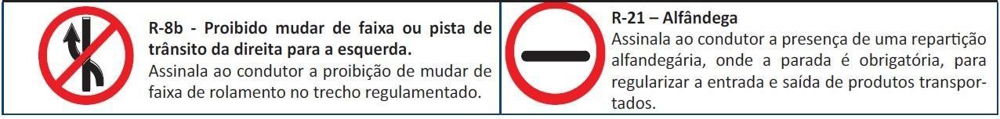 R-8b - Proibido mudar de faixa ou pista de
trânsito da direita para a esquerda.
Assinala ao condutor a proibição de mudar de
faixa de rolamento no trecho regulamentado.
R-21 – Alfândega
Assinala ao condutor a presença de uma repartição
alfandegária, onde a parada é obrigatória, para
regularizar a entrada e saída de produtos transpor-
tados.